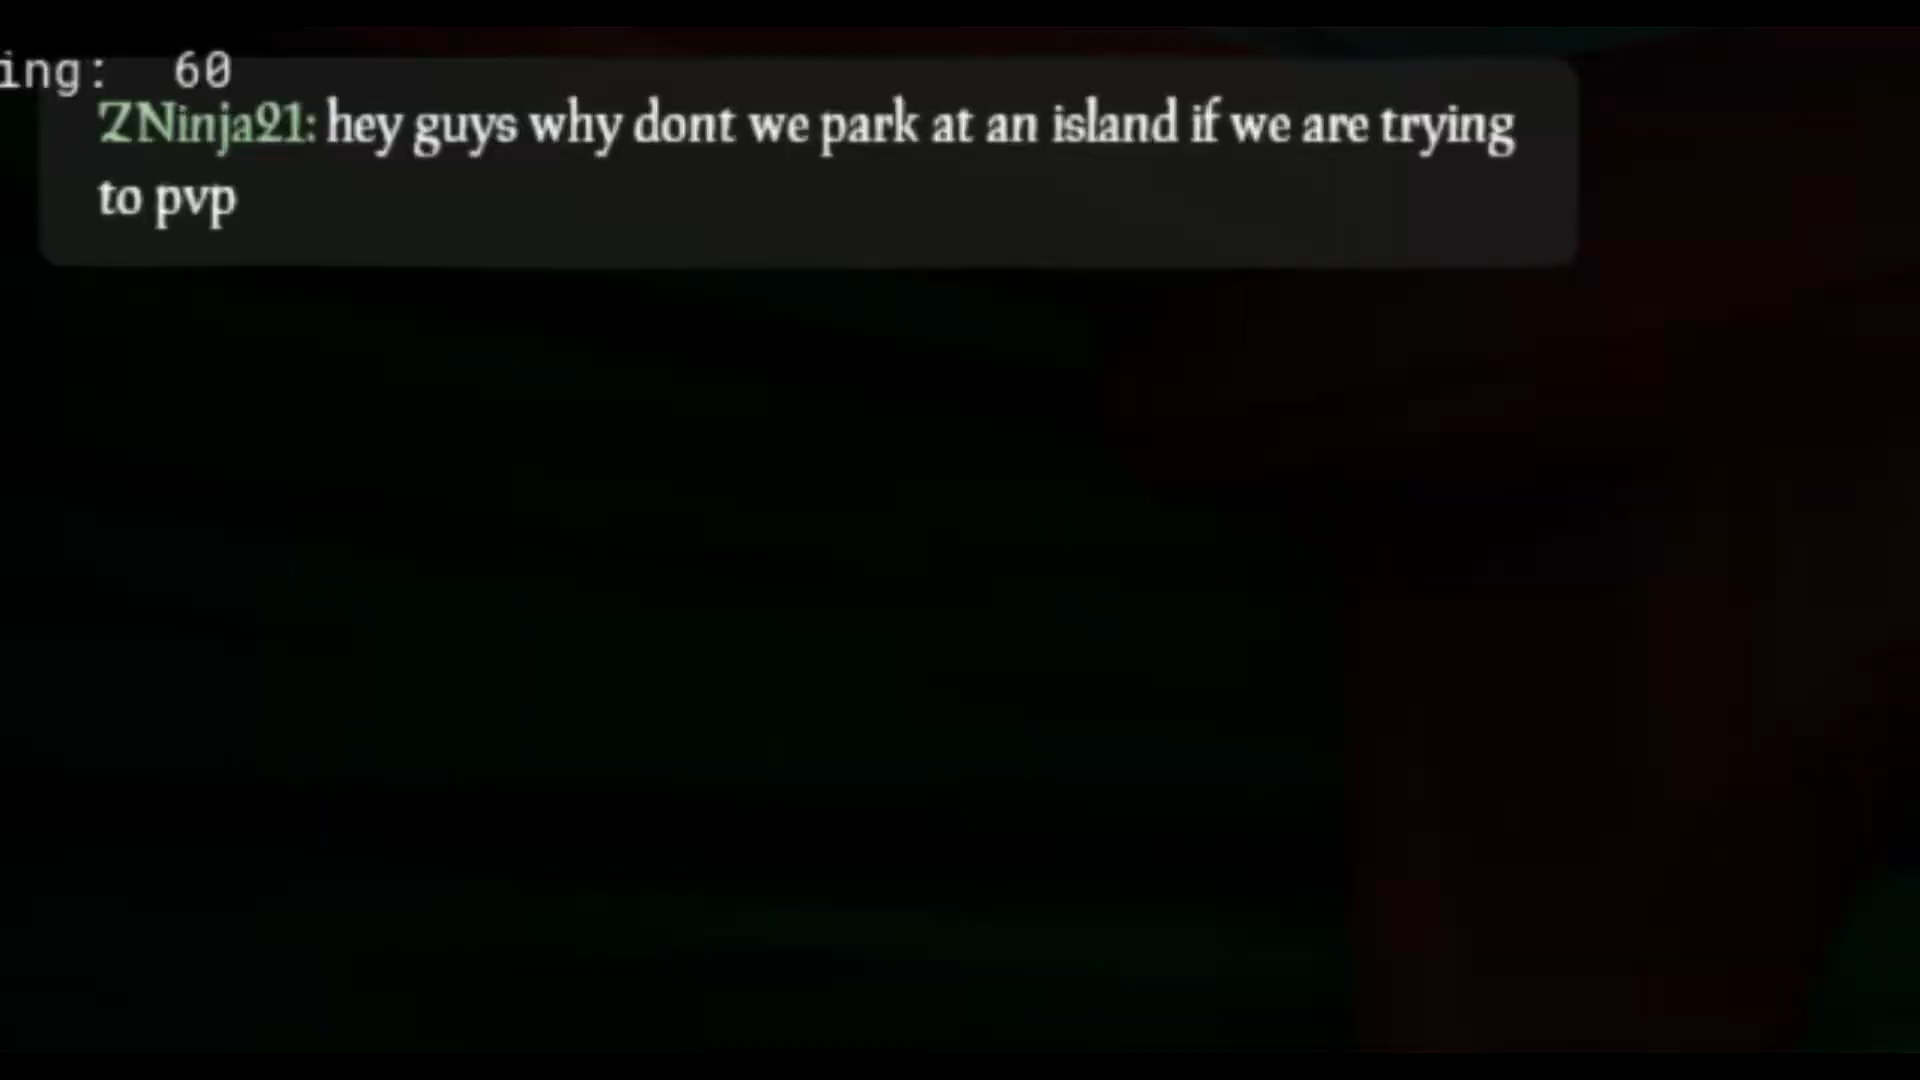 ing: 60
ZNinja21: hey guys why dont we park at an island if we are trying
to pvp